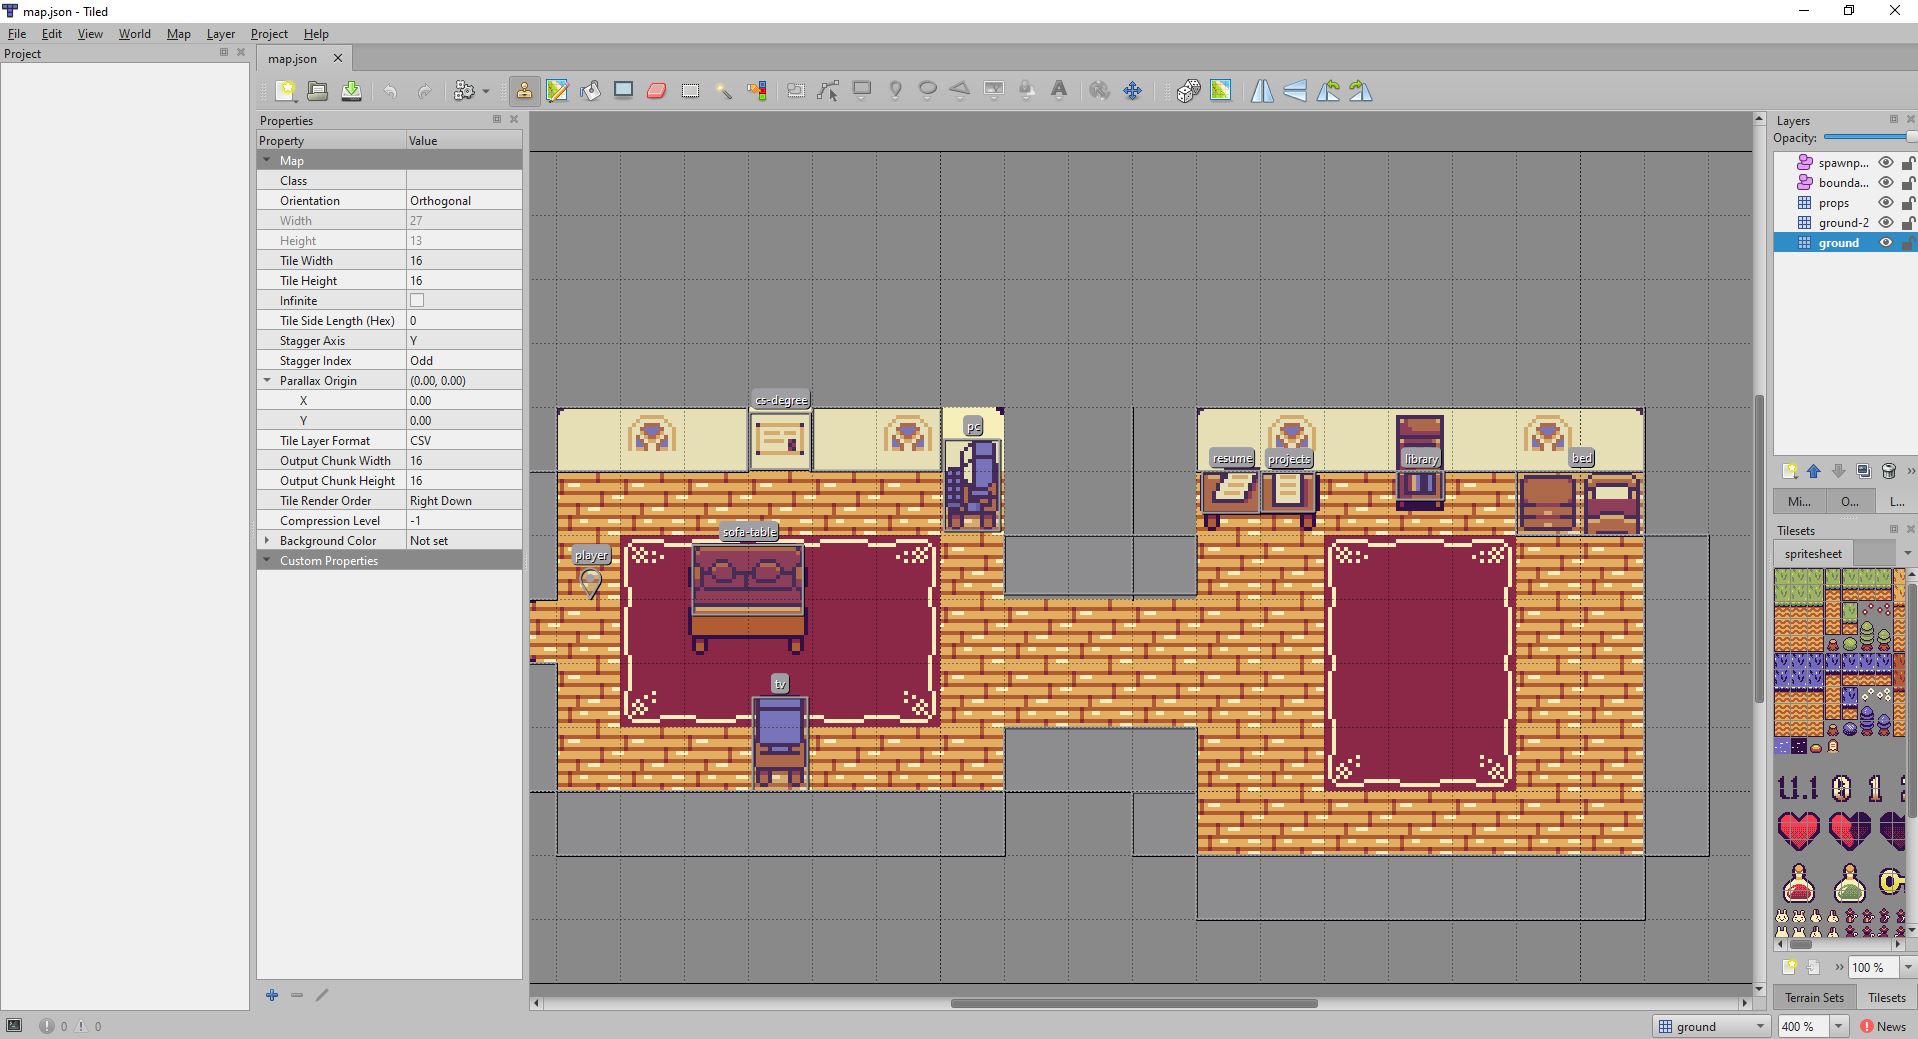 map.json - Tiled
File Edit View World Map Layer Project Help
Project
map.json
Properties
Property Value
Map
Class
Orientation Orthogonal
Width 27
Height 13
Tile Width 16
Tile Height 16
Infinite
Tile Side Length (Hex) 0
Stagger Axis Y
Stagger Index Odd
Parallax Origin (0.00, 0.00)
X 0.00
Y 0.00
Tile Layer Format CSV
Output Chunk Width 16
Output Chunk Height 16
Tile Render Order Right Down
Compression Level -1
Background Color Not set
Custom Properties
cs-degree
pc
resume
projects
library
bed
sofa-table
player
tv
Layers
Opacity:
spawnp...
bounda...
props
ground-2
ground
Mi...
O...
L...
Tilesets
spritesheet
0 1
100 %
Terrain Sets Tilesets
0 0
ground
400 %
News